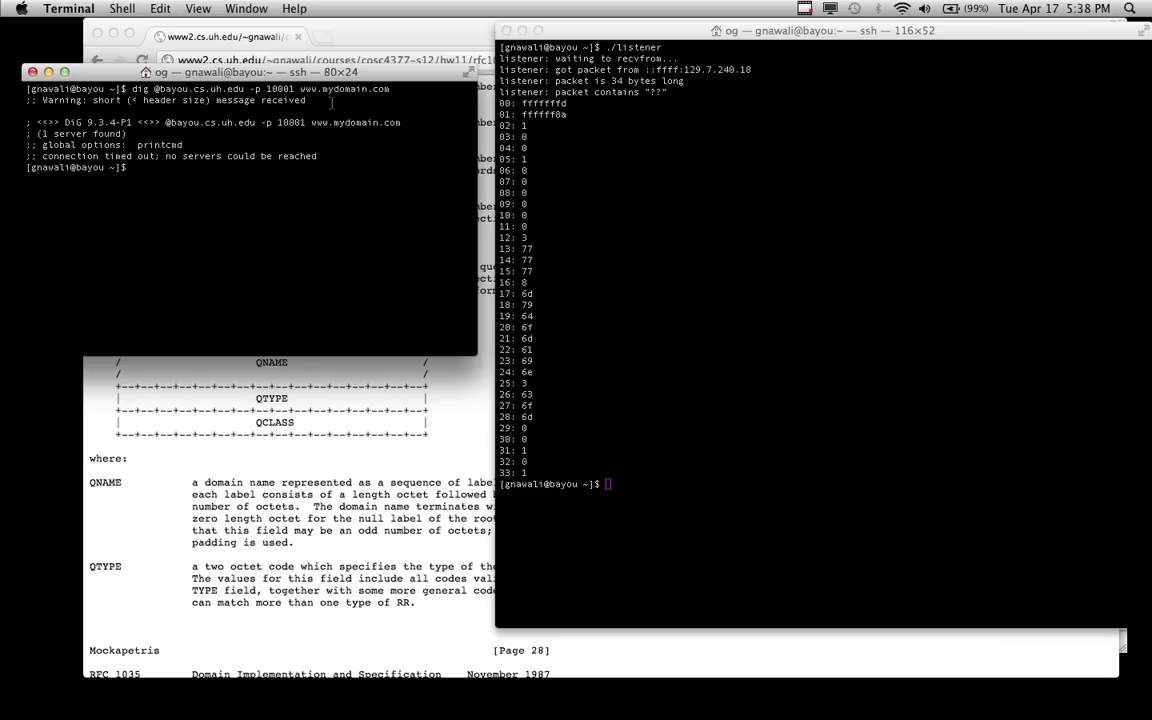 Terminal Shell Edit View Window Help (99%) Tue Apr 17 5:38 PM
www2.cs.uh.edu/~gnawali/c
www2.cs.uh.edu/~gnawali/courses/cosc4377-s12/hw11/rfc10
og — gnawali@bayou:~ — ssh — 80×24
[gnawali@bayou ~]$ dig @bayou.cs.uh.edu -p 10001 www.mydomain.com
;; Warning: short (< header size) message received
; <<>> DiG 9.3.4-P1 <<>> @bayou.cs.uh.edu -p 10001 www.mydomain.com
; (1 server found)
;; global options:  printcmd
;; connection timed out; no servers could be reached
[gnawali@bayou ~]$
og — gnawali@bayou:~ — ssh — 116×52
[gnawali@bayou ~]$ ./listener
listener: waiting to recvfrom...
listener: got packet from ::ffff:129.7.240.18
listener: packet is 34 bytes long
listener: packet contains "??"
00: fffffffd
01: ffffff8a
02: 1
03: 0
04: 0
05: 1
06: 0
07: 0
08: 0
09: 0
10: 0
11: 0
12: 3
13: 77
14: 77
15: 77
16: 8
17: 6d
18: 79
19: 64
20: 6f
21: 6d
22: 61
23: 69
24: 6e
25: 3
26: 63
27: 6f
28: 6d
29: 0
30: 0
31: 1
32: 0
33: 1
[gnawali@bayou ~]$
/ QNAME /
/ /
+--+--+--+--+--+--+--+--+--+--+--+--+--+--+--+--+
| QTYPE |
+--+--+--+--+--+--+--+--+--+--+--+--+--+--+--+--+
| QCLASS |
+--+--+--+--+--+--+--+--+--+--+--+--+--+--+--+--+
where:
QNAME a domain name represented as a sequence of label
each label consists of a length octet followed
number of octets.  The domain name terminates
zero length octet for the null label of the root
that this field may be an odd number of octets;
padding is used.
QTYPE a two octet code which specifies the type of the
The values for this field include all codes
TYPE field, together with some more general code
can match more than one type of RR.
Mockapetris [Page 28]
RFC 1035 Domain Implementation and Specification November 1987